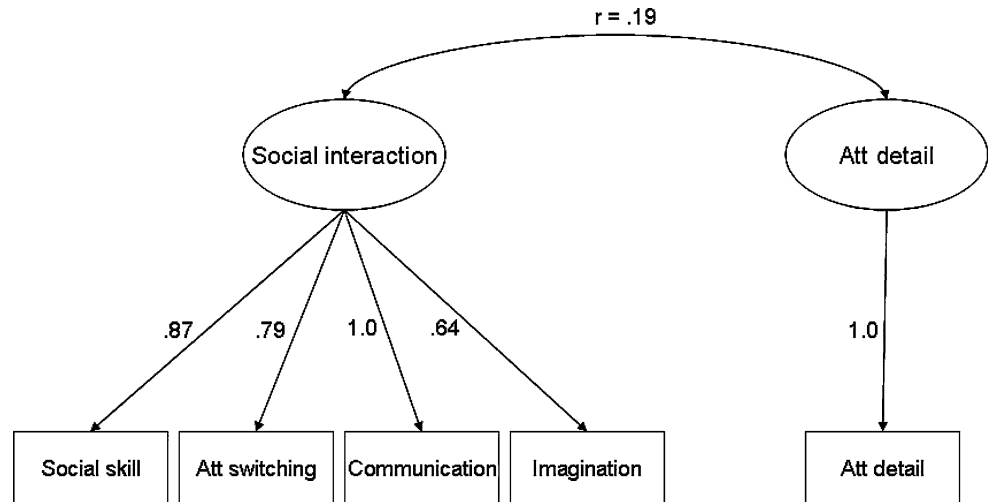 r = .19
Social interaction
Att detail
.87
.79
1.0
.64
1.0
Social skill
Att switching
Communication
Imagination
Att detail